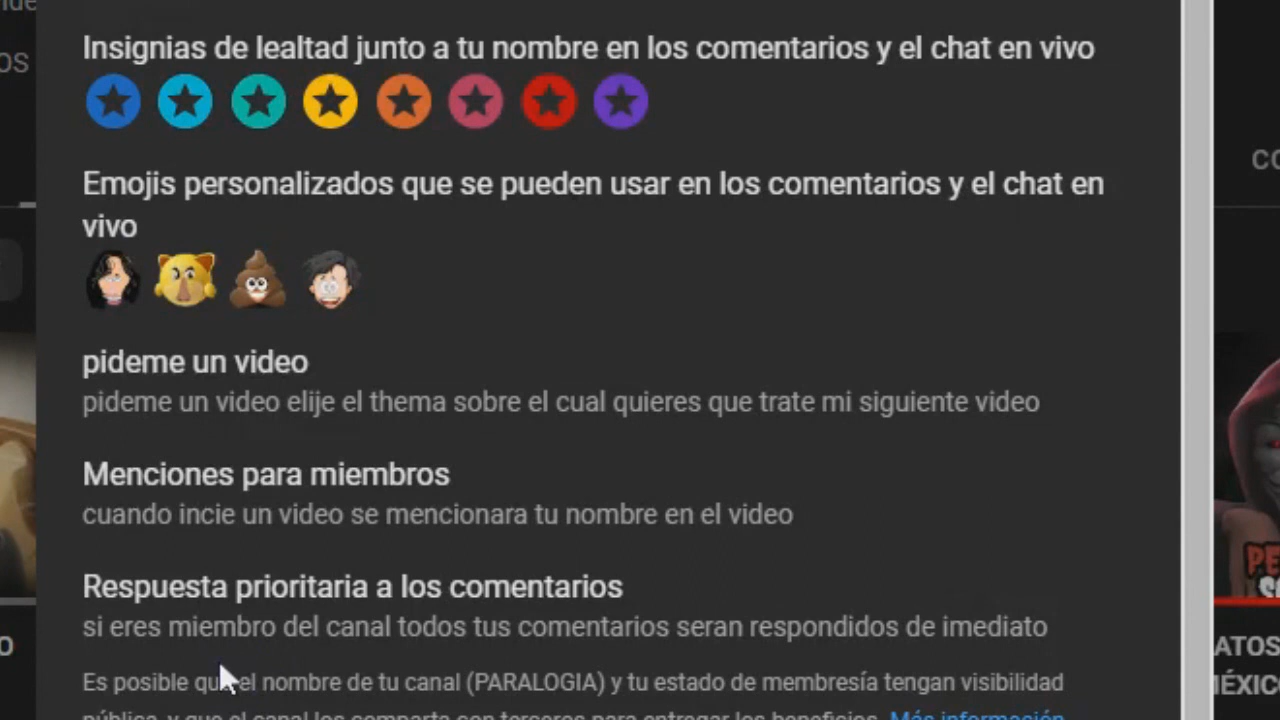 Insignias de lealtad junto a tu nombre en los comentarios y el chat en vivo
Emojis personalizados que se pueden usar en los comentarios y el chat en
vivo
pideme un video
pideme un video elije el thema sobre el cual quieres que trate mi siguiente video
Menciones para miembros
cuando incie un video se mencionara tu nombre en el video
Respuesta prioritaria a los comentarios
si eres miembro del canal todos tus comentarios seran respondidos de imediato
Es posible que el nombre de tu canal (PARALOGIA) y tu estado de membresía tengan visibilidad
pública, y que el canal los comparta con terceros para entregar los beneficios. Más información